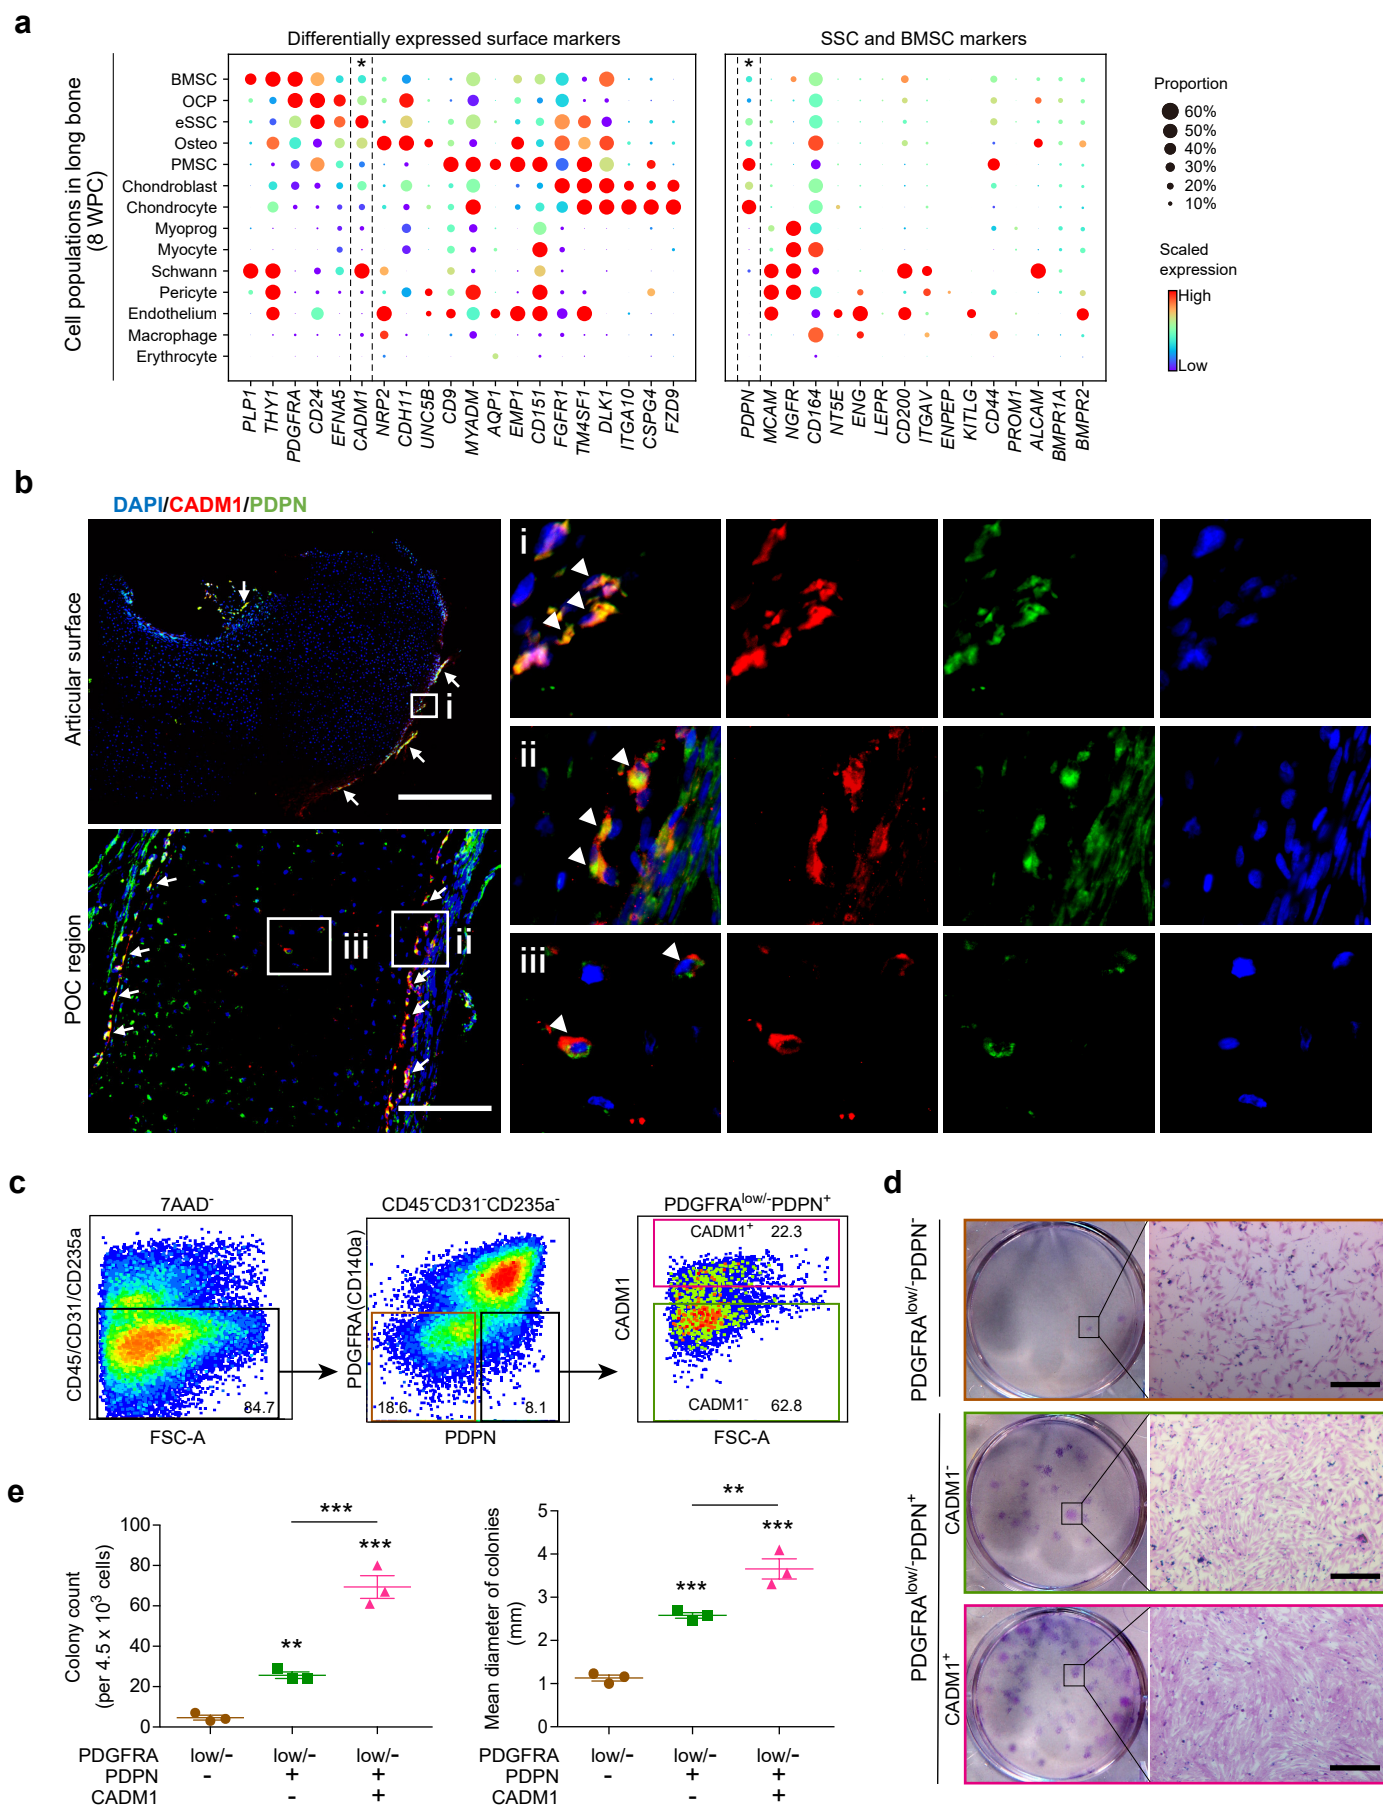 a
Differentially expressed surface markers
SSC and BMSC markers
Cell populations in long bone
(8 WPC)
*
*
BMSC
OCP
eSSC
Osteo
PMSC
Chondroblast
Chondrocyte
Myoprog
Myocyte
Schwann
Pericyte
Endothelium
Macrophage
Erythrocyte
PLP1
THY1
PDGFRA
CD24
EFNA5
CADM1
NRP2
CDH11
UNC5B
CD9
MYADM
AQP1
EMP1
CD151
FGFR1
TM4SF1
DLK1
ITGA10
CSPG4
FZD9
PDPN
MCAM
NGFR
CD164
NT5E
ENG
LEPR
CD200
ITGAV
ENPEP
KITLG
CD44
PROM1
ALCAM
BMPR1A
BMPR2
Proportion
60%
50%
40%
30%
20%
10%
Scaled
expression
High
Low
b
DAPI/CADM1/PDPN
Articular surface
i
i
POC region
iii
ii
ii
iii
c
7AAD-
CD45/CD31/CD235a
84.7
FSC-A
CD45-CD31-CD235a-
PDGFRA(CD140a)
18.6
8.1
PDPN
PDGFRAlow/-PDPN+
CADM1
CADM1+ 22.3
CADM1- 62.8
FSC-A
d
PDGFRAlow/-PDPN-
PDGFRAlow/-PDPN+
CADM1-
CADM1+
e
Colony count
(per 4.5 x 10³ cells)
100
80
60
40
20
0
**
***
***
PDGFRA low/- low/- low/-
PDPN - + +
CADM1 - +
Mean diameter of colonies
(mm)
5
4
3
2
1
0
***
**
***
PDGFRA low/- low/- low/-
PDPN - + +
CADM1 - +